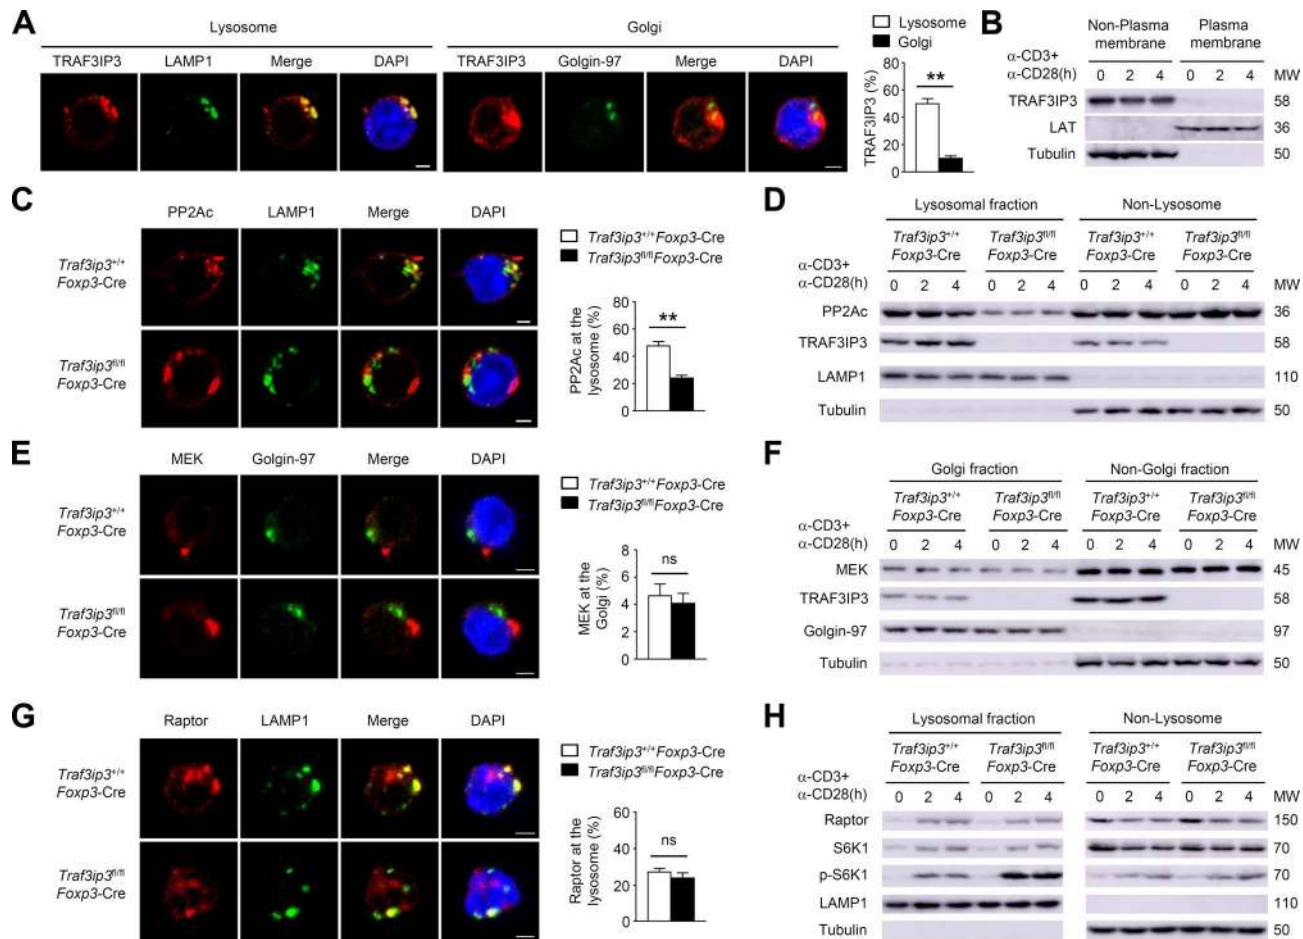 A
Lysosome
Golgi
TRAF3IP3 LAMP1 Merge DAPI
TRAF3IP3 Golgin-97 Merge DAPI
Lysosome
Golgi
TRAF3IP3 (%)
80
60
40
20
0
**
B
Non-Plasma membrane
Plasma membrane
α-CD3+
α-CD28(h)
0 2 4 0 2 4 MW
TRAF3IP3 58
LAT 36
Tubulin 50
C
PP2Ac LAMP1 Merge DAPI
Traf3ip3+/+
Foxp3-Cre
Traf3ip3fl/fl
Foxp3-Cre
Traf3ip3+/+Foxp3-Cre
Traf3ip3fl/flFoxp3-Cre
PP2Ac at the
lysosome (%)
80
60
40
20
0
**
D
Lysosomal fraction Non-Lysosome
Traf3ip3+/+ Traf3ip3fl/fl Traf3ip3+/+ Traf3ip3fl/fl
Foxp3-Cre Foxp3-Cre Foxp3-Cre Foxp3-Cre
α-CD3+
α-CD28(h)
0 2 4 0 2 4 0 2 4 0 2 4 MW
PP2Ac 36
TRAF3IP3 58
LAMP1 110
Tubulin 50
E
MEK Golgin-97 Merge DAPI
Traf3ip3+/+
Foxp3-Cre
Traf3ip3fl/fl
Foxp3-Cre
Traf3ip3+/+Foxp3-Cre
Traf3ip3fl/flFoxp3-Cre
MEK at the
Golgi (%)
8
6
4
2
0
ns
F
Golgi fraction Non-Golgi fraction
Traf3ip3+/+ Traf3ip3fl/fl Traf3ip3+/+ Traf3ip3fl/fl
Foxp3-Cre Foxp3-Cre Foxp3-Cre Foxp3-Cre
α-CD3+
α-CD28(h)
0 2 4 0 2 4 0 2 4 0 2 4 MW
MEK 45
TRAF3IP3 58
Golgin-97 97
Tubulin 50
G
Raptor LAMP1 Merge DAPI
Traf3ip3+/+
Foxp3-Cre
Traf3ip3fl/fl
Foxp3-Cre
Traf3ip3+/+Foxp3-Cre
Traf3ip3fl/flFoxp3-Cre
Raptor at the
lysosome (%)
60
40
20
0
ns
H
Lysosomal fraction Non-Lysosome
Traf3ip3+/+ Traf3ip3fl/fl Traf3ip3+/+ Traf3ip3fl/fl
Foxp3-Cre Foxp3-Cre Foxp3-Cre Foxp3-Cre
α-CD3+
α-CD28(h)
0 2 4 0 2 4 0 2 4 0 2 4 MW
Raptor 150
S6K1 70
p-S6K1 70
LAMP1 110
Tubulin 50